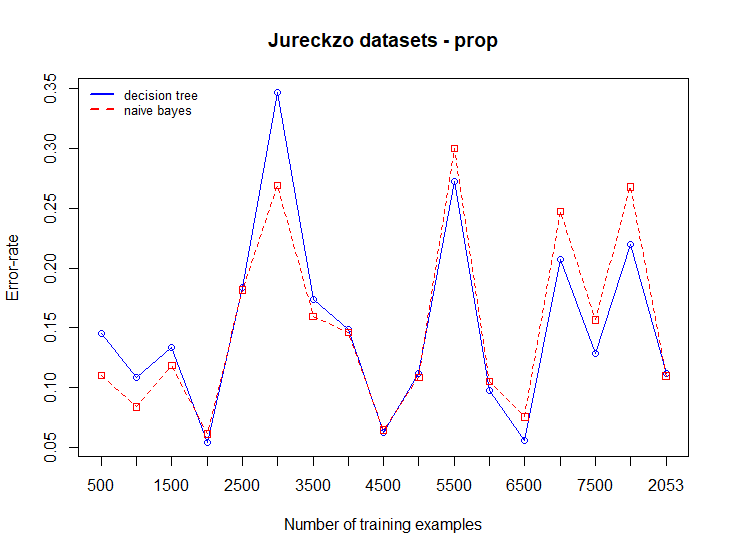 Jureckzo datasets - prop
decision tree
naive bayes
0.35
0.30
0.25
0.20
0.15
0.10
0.05
Error-rate
500 1500 2500 3500 4500 5500 6500 7500 2053
Number of training examples